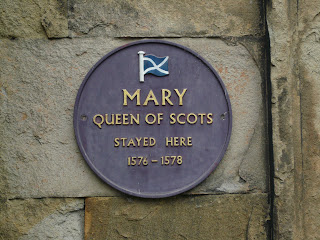 MARY
QUEEN OF SCOTS
STAYED HERE
1576 - 1578